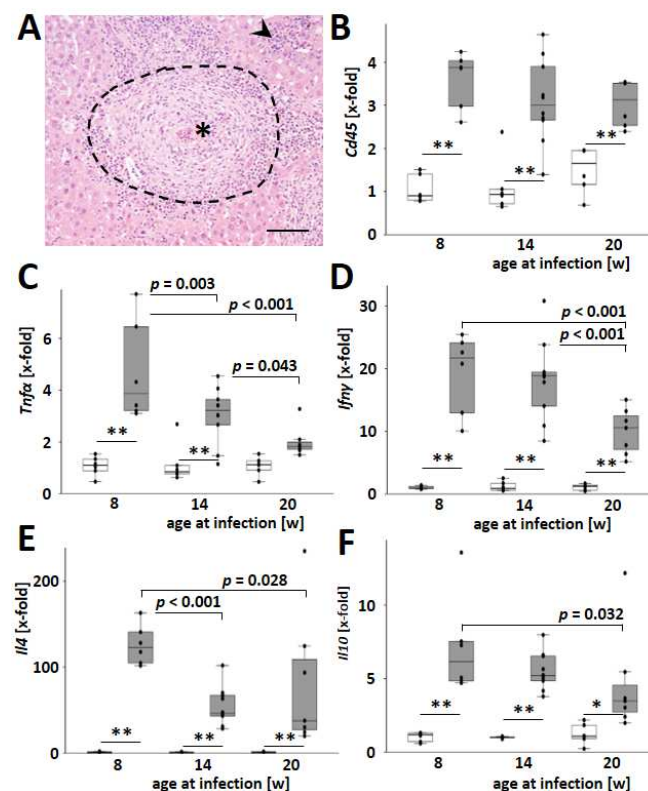 A
*
B
Cd45 [x-fold]
4
3
2
1
0
**
**
**
8 14 20
age at infection [w]
C
Tnfα [x-fold]
6
4
2
0
p = 0.003
p < 0.001
p = 0.043
**
**
8 14 20
age at infection [w]
D
Ifnγ [x-fold]
30
20
10
0
p < 0.001
p < 0.001
**
**
**
8 14 20
age at infection [w]
E
Il4 [x-fold]
200
100
0
p = 0.028
p < 0.001
**
**
**
8 14 20
age at infection [w]
F
Il10 [x-fold]
10
5
0
p = 0.032
**
**
*
8 14 20
age at infection [w]